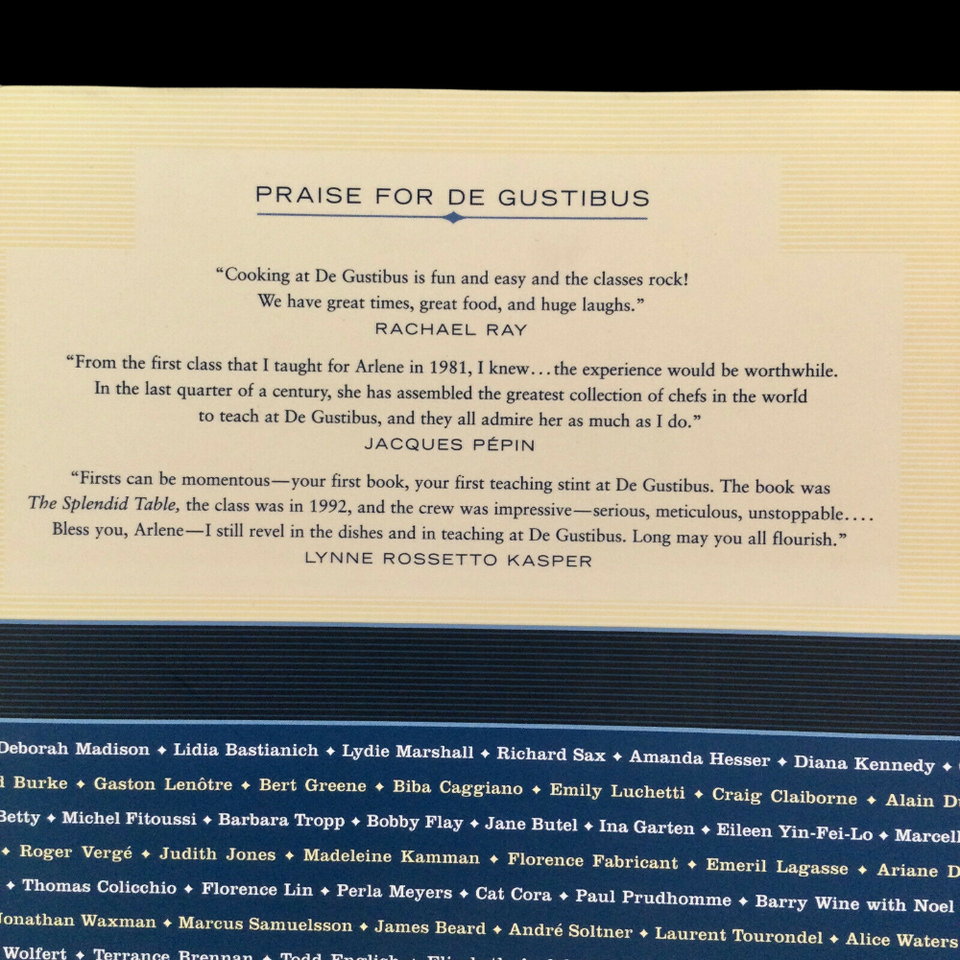 PRAISE FOR DE GUSTIBUS
“Cooking at De Gustibus is fun and easy and the classes rock!
We have great times, great food, and huge laughs.”
RACHAEL RAY
“From the first class that I taught for Arlene in 1981, I knew...the experience would be worthwhile.
In the last quarter of a century, she has assembled the greatest collection of chefs in the world
to teach at De Gustibus, and they all admire her as much as I do.”
JACQUES PÉPIN
“Firsts can be momentous—your first book, your first teaching stint at De Gustibus. The book was
The Splendid Table, the class was in 1992, and the crew was impressive—serious, meticulous, unstoppable....
Bless you, Arlene—I still revel in the dishes and in teaching at De Gustibus. Long may you all flourish.”
LYNNE ROSSETTO KASPER
Deborah Madison ✦ Lidia Bastianich ✦ Lydie Marshall ✦ Richard Sax ✦ Amanda Hesser ✦ Diana Kennedy ✦
Burke ✦ Gaston Lenôtre ✦ Bert Greene ✦ Biba Caggiano ✦ Emily Luchetti ✦ Craig Claiborne ✦ Alain
Betty ✦ Michel Fitoussi ✦ Barbara Tropp ✦ Bobby Flay ✦ Jane Butel ✦ Ina Garten ✦ Eileen Yin-Fei-Lo ✦ Marcell
✦ Roger Vergé ✦ Judith Jones ✦ Madeleine Kamman ✦ Florence Fabricant ✦ Emeril Lagasse ✦ Ariane
✦ Thomas Colicchio ✦ Florence Lin ✦ Perla Meyers ✦ Cat Cora ✦ Paul Prudhomme ✦ Barry Wine with Noel
Jonathan Waxman ✦ Marcus Samuelsson ✦ James Beard ✦ André Soltner ✦ Laurent Tourondel ✦ Alice Waters
Wolfert ✦ Terrance Brennan ✦ Todd English ✦